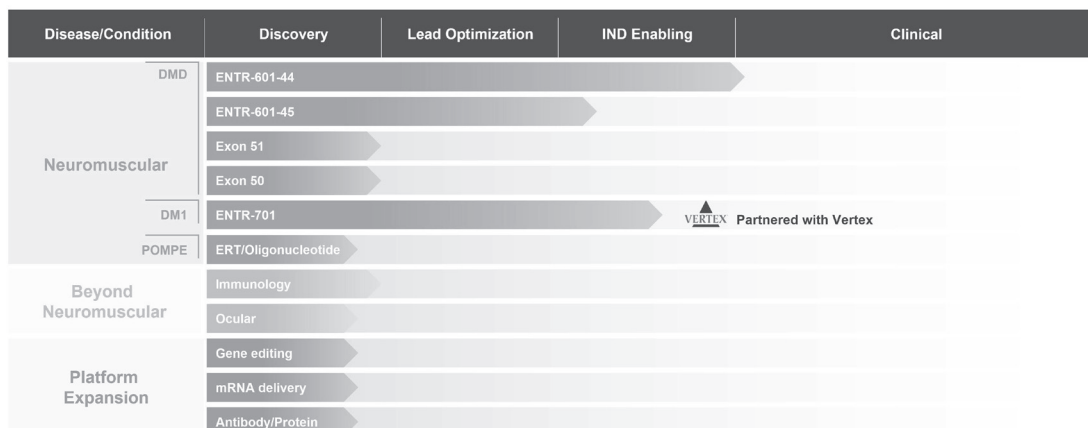 Disease/Condition Discovery Lead Optimization IND Enabling Clinical
DMD ENTR-601-44
ENTR-601-45
Exon 51
Neuromuscular
Exon 50
DM1 ENTR-701 VERTEX Partnered with Vertex
POMPE ERT/Oligonucleotide
Beyond
Neuromuscular
Immunology
Ocular
Platform
Expansion
Gene editing
mRNA delivery
Antibody/Protein